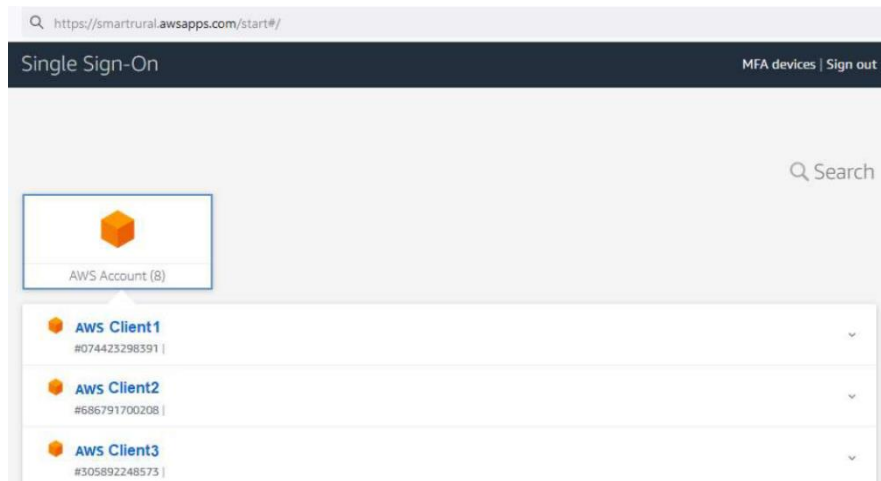 https://smartrural.awsapps.com/start#/
Single Sign-On MFA devices | Sign out
Search
AWS Account (8)
AWS Client1
#074423298391 |
AWS Client2
#686791700208 |
AWS Client3
#305892248573 |